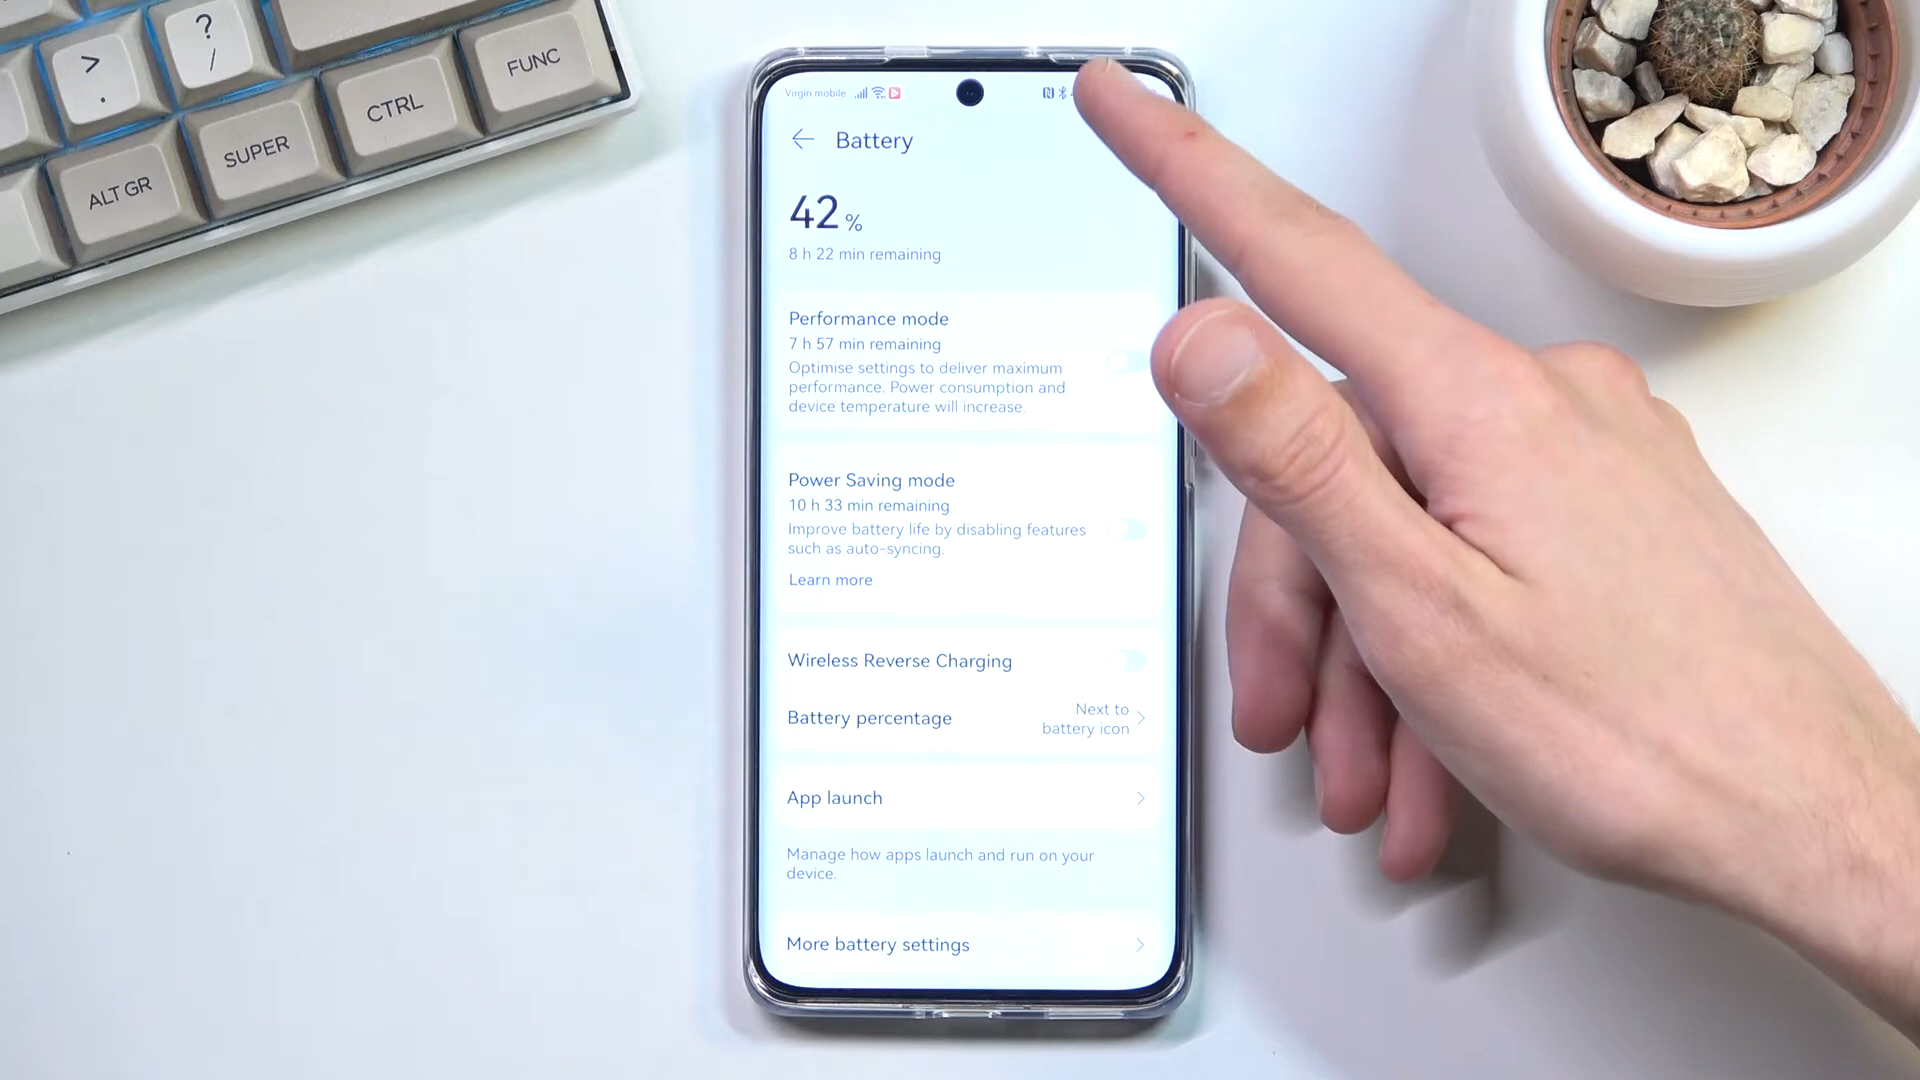 ?
/
>
.
FUNC
CTRL
SUPER
ALT GR
Virgin mobile
Battery
42 %
8 h 22 min remaining
Performance mode
7 h 57 min remaining
Optimise settings to deliver maximum
performance. Power consumption and
device temperature will increase.
Power Saving mode
10 h 33 min remaining
Improve battery life by disabling features
such as auto-syncing.
Learn more
Wireless Reverse Charging
Battery percentage
Next to
battery icon
App launch
Manage how apps launch and run on your
device.
More battery settings